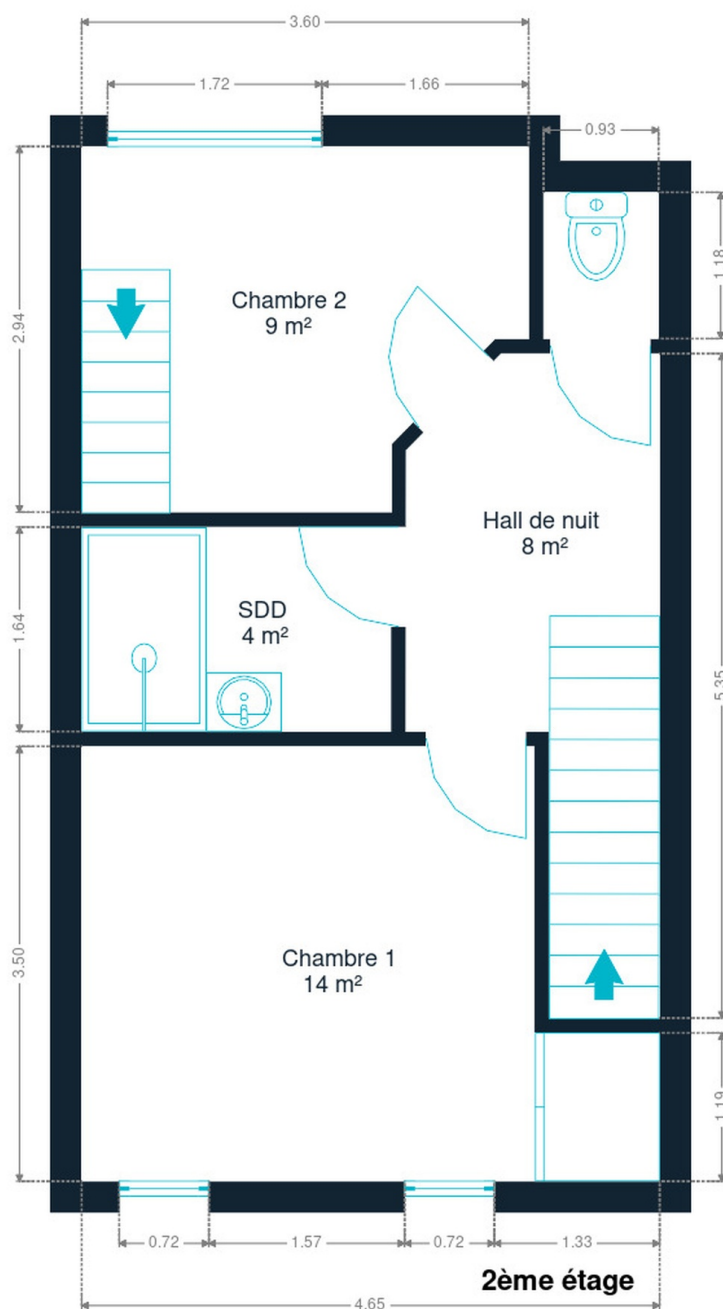 3.60
1.72
1.66
0.93
1.18
2.94
Chambre 2
9 m²
Hall de nuit
8 m²
SDD
4 m²
1.64
5.35
3.50
Chambre 1
14 m²
1.19
0.72
1.57
0.72
1.33
2ème étage
4.65